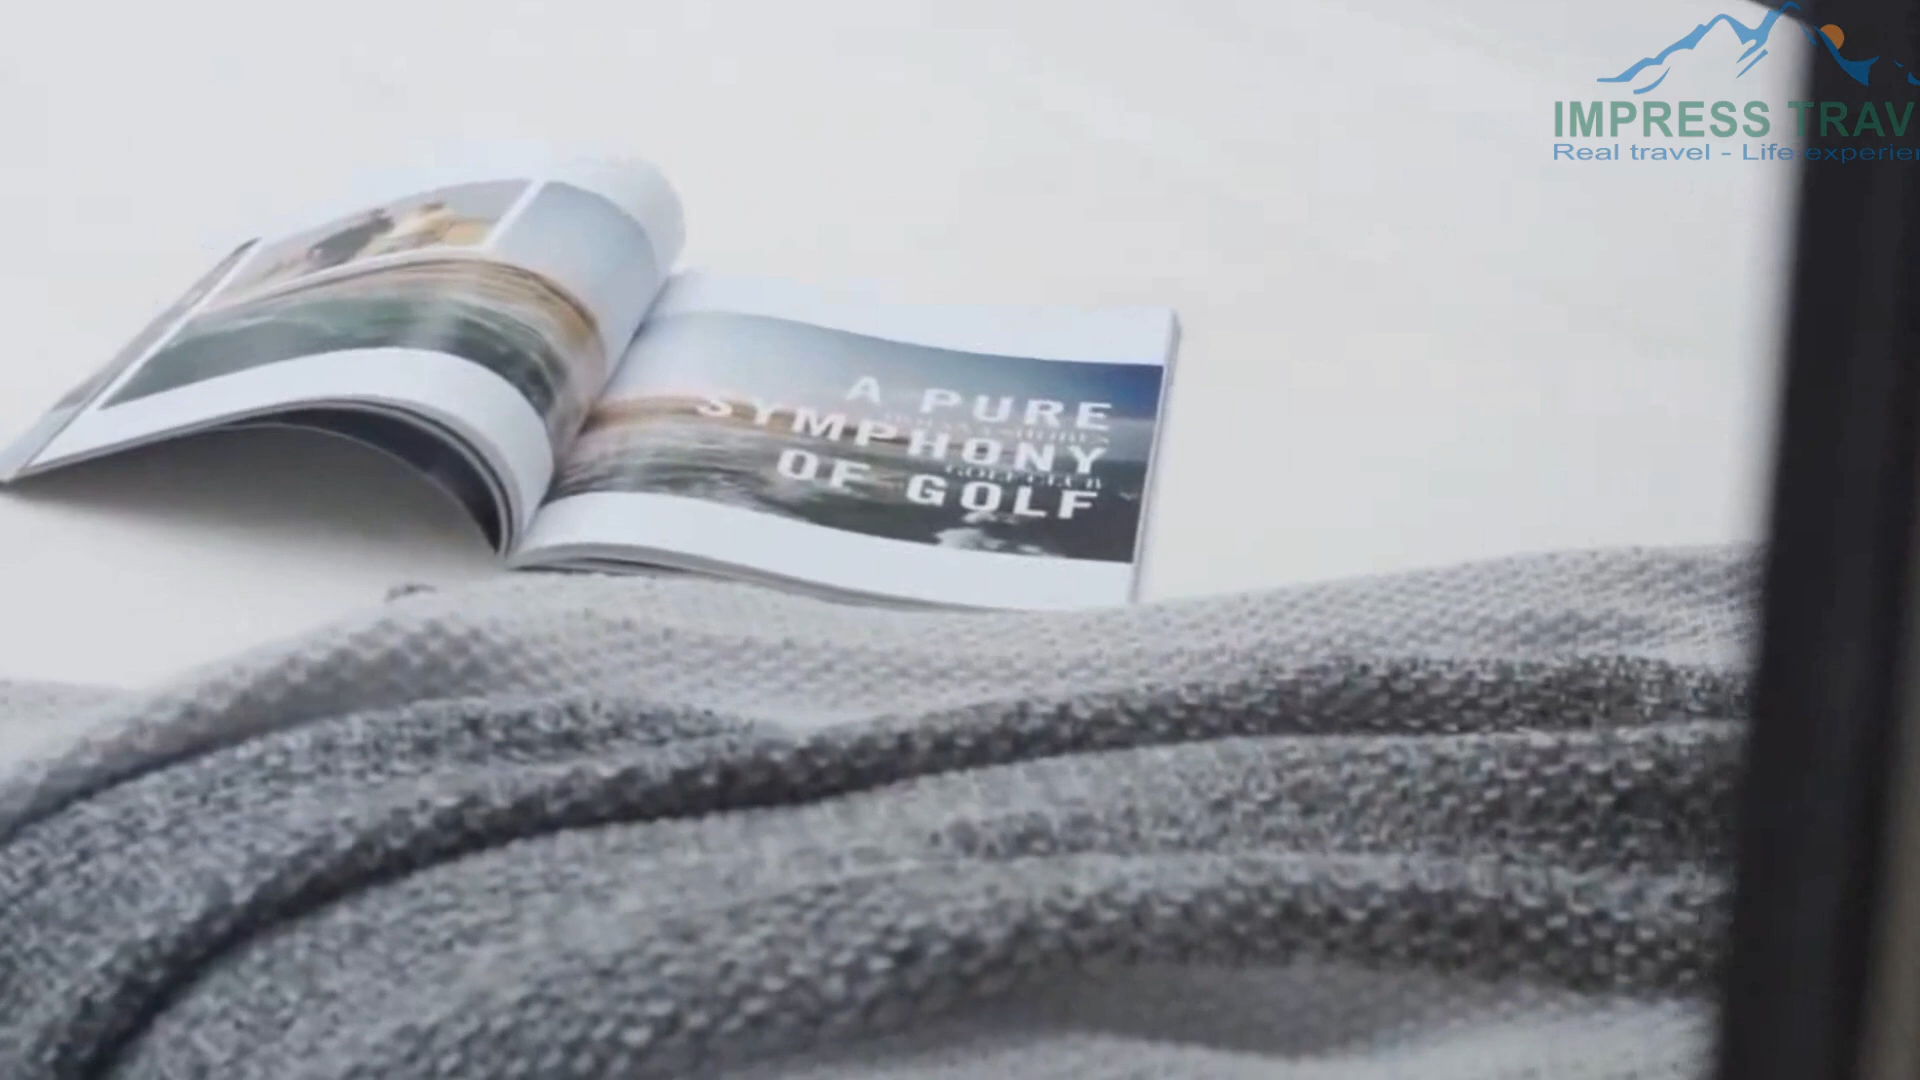 IMPRESS TRAV
Real travel - Life experien
A PURE
SYMPHONY
OF GOLF